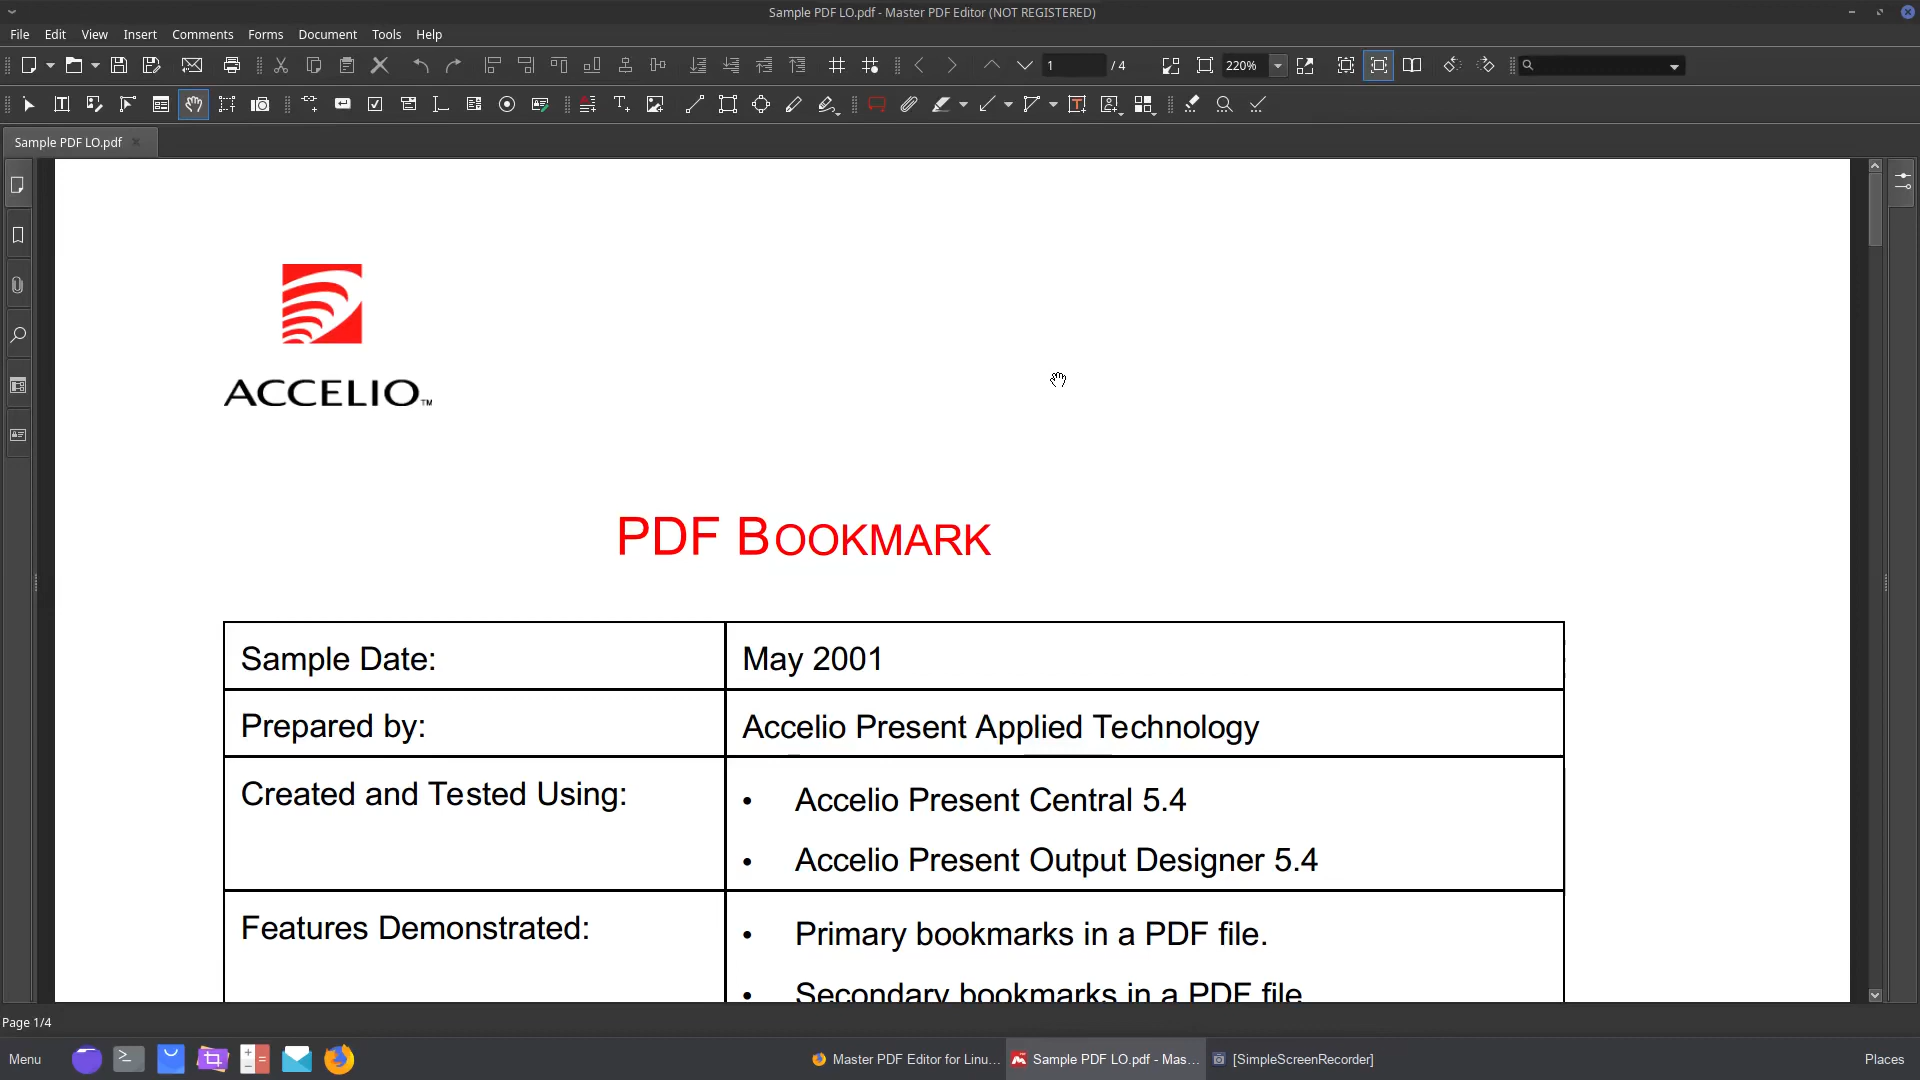 Sample PDF LO.pdf - Master PDF Editor (NOT REGISTERED)
File Edit View Insert Comments Forms Document Tools Help
1 / 4 220%
Sample PDF LO.pdf
ACCELIO™
PDF BOOKMARK
Sample Date: May 2001
Prepared by: Accelio Present Applied Technology
Created and Tested Using: • Accelio Present Central 5.4
• Accelio Present Output Designer 5.4
Features Demonstrated: • Primary bookmarks in a PDF file.
• Secondary bookmarks in a PDF file
Page 1/4
Menu Master PDF Editor for Linu... Sample PDF LO.pdf - Mas... [SimpleScreenRecorder] Places